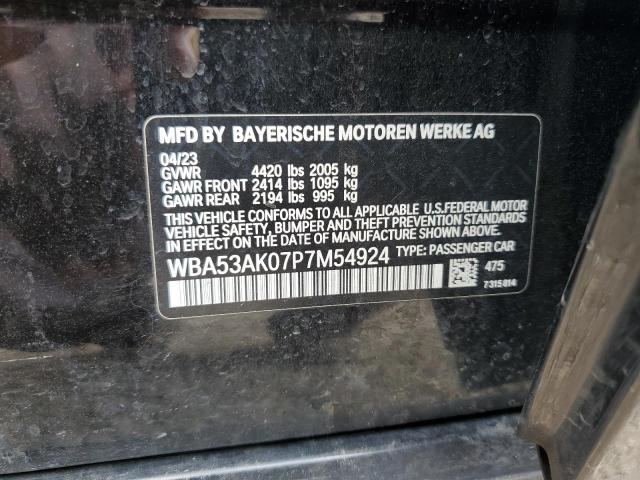 MFD BY BAYERISCHE MOTOREN WERKE AG
04/23
GVWR 4420 lbs 2005 kg
GAWR FRONT 2414 lbs 1095 kg
GAWR REAR 2194 lbs 995 kg
THIS VEHICLE CONFORMS TO ALL APPLICABLE U.S.FEDERAL MOTOR
VEHICLE SAFETY, BUMPER, AND THEFT PREVENTION STANDARDS
IN EFFECT ON THE DATE OF MANUFACTURE SHOWN ABOVE.
WBA53AK07P7M54924 TYPE: PASSENGER CAR
475
7315814